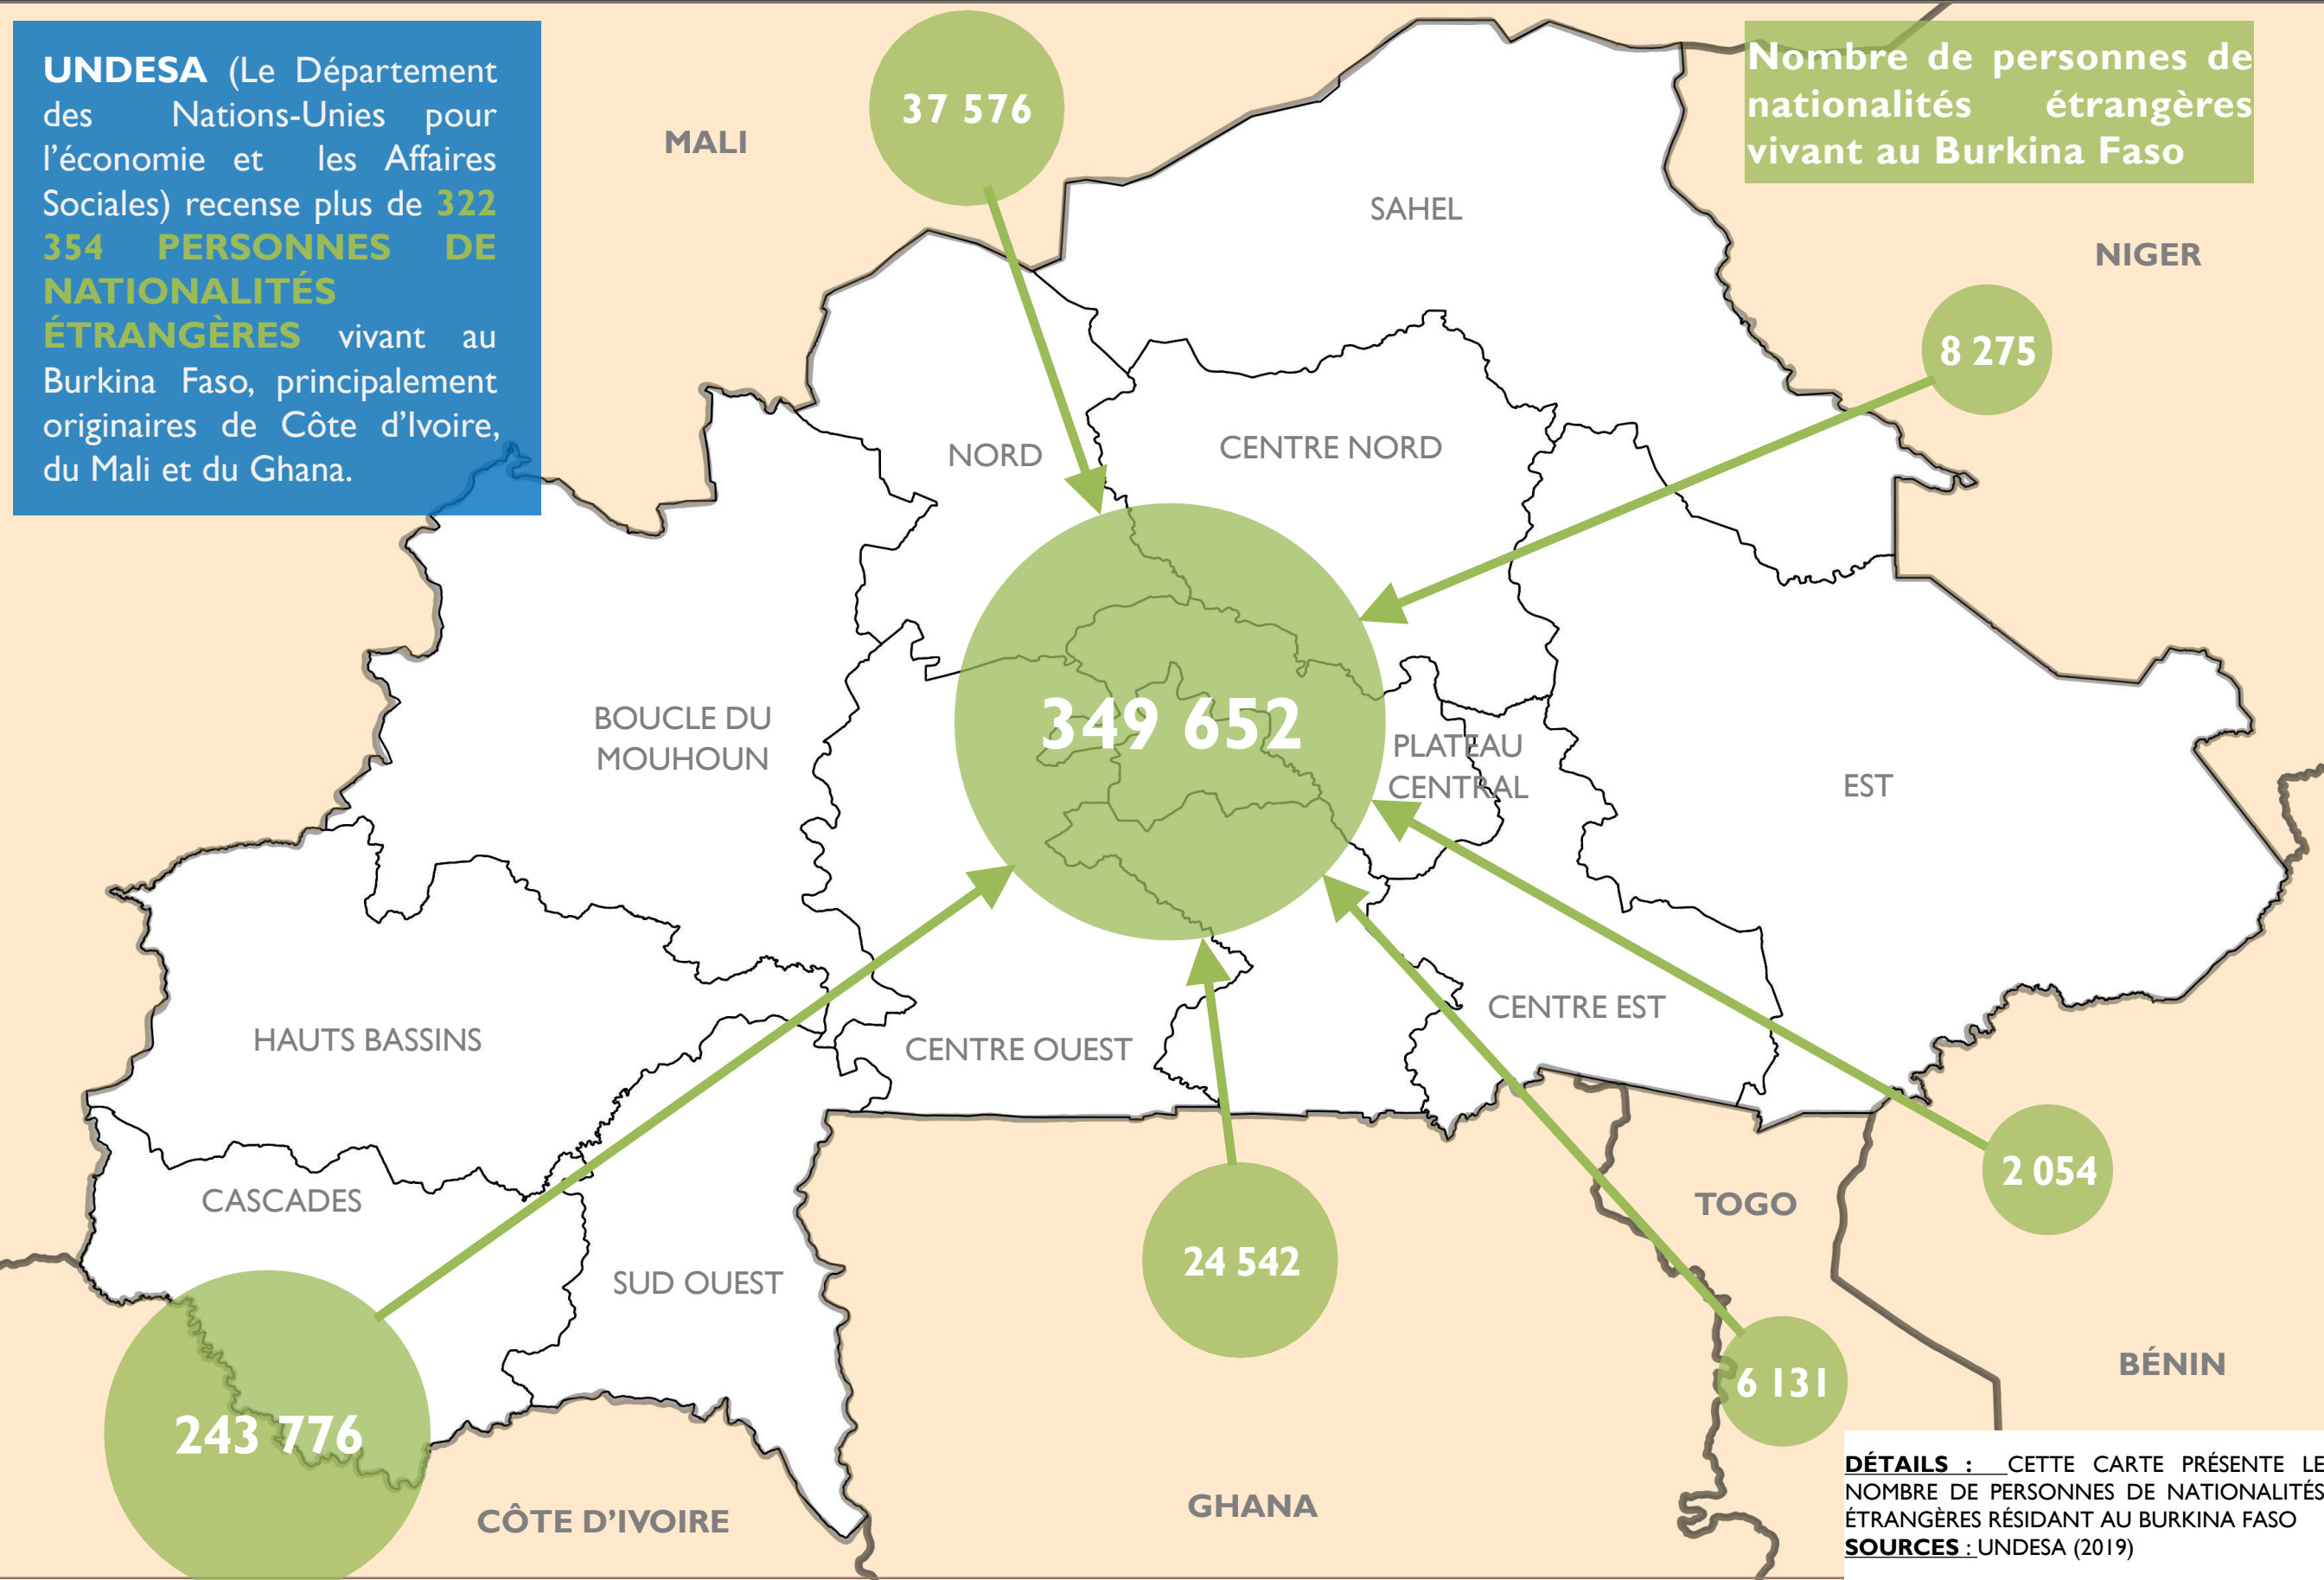 UNDESA (Le Département
des Nations-Unies pour
l'économie et les Affaires
Sociales) recense plus de 322
354 PERSONNES DE
NATIONALITÉS
ÉTRANGÈRES vivant au
Burkina Faso, principalement
originaires de Côte d'Ivoire,
du Mali et du Ghana.
Nombre de personnes de
nationalités étrangères
vivant au Burkina Faso
37 576
MALI
SAHEL
NIGER
8 275
NORD
CENTRE NORD
349 652
BOUCLE DU
MOUHOUN
PLATEAU
CENTRAL
EST
HAUTS BASSINS
CENTRE OUEST
CENTRE EST
CASCADES
2 054
TOGO
24 542
SUD OUEST
6 131
BÉNIN
243 776
CÔTE D’IVOIRE
GHANA
DÉTAILS : CETTE CARTE PRÉSENTE LE
NOMBRE DE PERSONNES DE NATIONALITÉS
ÉTRANGÈRES RÉSIDANT AU BURKINA FASO
SOURCES : UNDESA (2019)